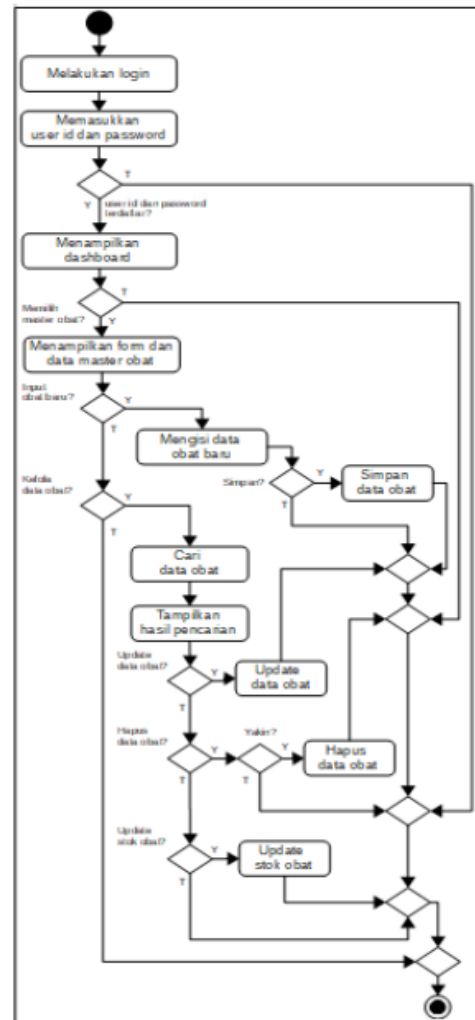 Melakukan login
Memasukkan
user id dan password
T
Y
user id dan password
terdaftar?
Menampilkan
dashboard
T
Memilih
master obat?
Y
Menampilkan form dan
data master obat
Input
obat baru?
Y
T
Mengisi data
obat baru
Simpan?
Y
T
Simpan
data obat
Kelola
data obat?
Y
T
Cari
data obat
Tampilkan
hasil pencarian
Update
data obat?
Y
T
Update
data obat
Hapus
data obat?
Y
T
Yakin?
Y
T
Hapus
data obat
Update
stok obat?
Y
T
Update
stok obat